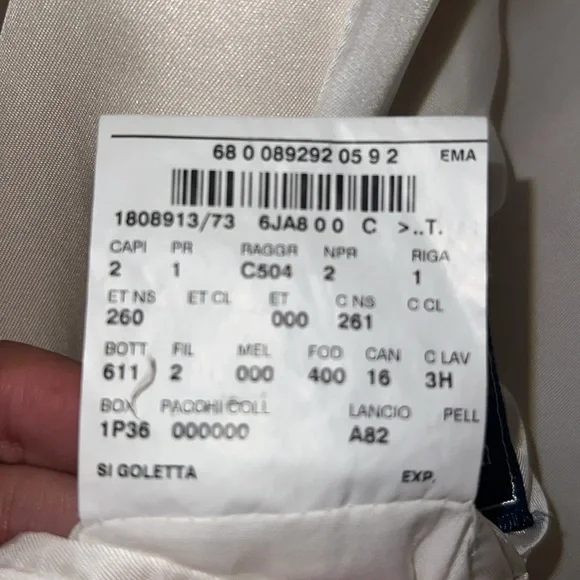 68 0 089292 05 9 2 EMA
1808913/73 6JA8 0 0 C >..T.
CAPI PR RAGGR NPR RIGA
2 1 C504 2 1
ET NS ET CL ET C NS C CL
260 000 261
BOTT FIL MEL FOD CAN C LAV
611 2 000 400 16 3H
BOX PACCHI COLL LANCIO PELL
1P36 000000 A82
SI GOLETTA EXP.